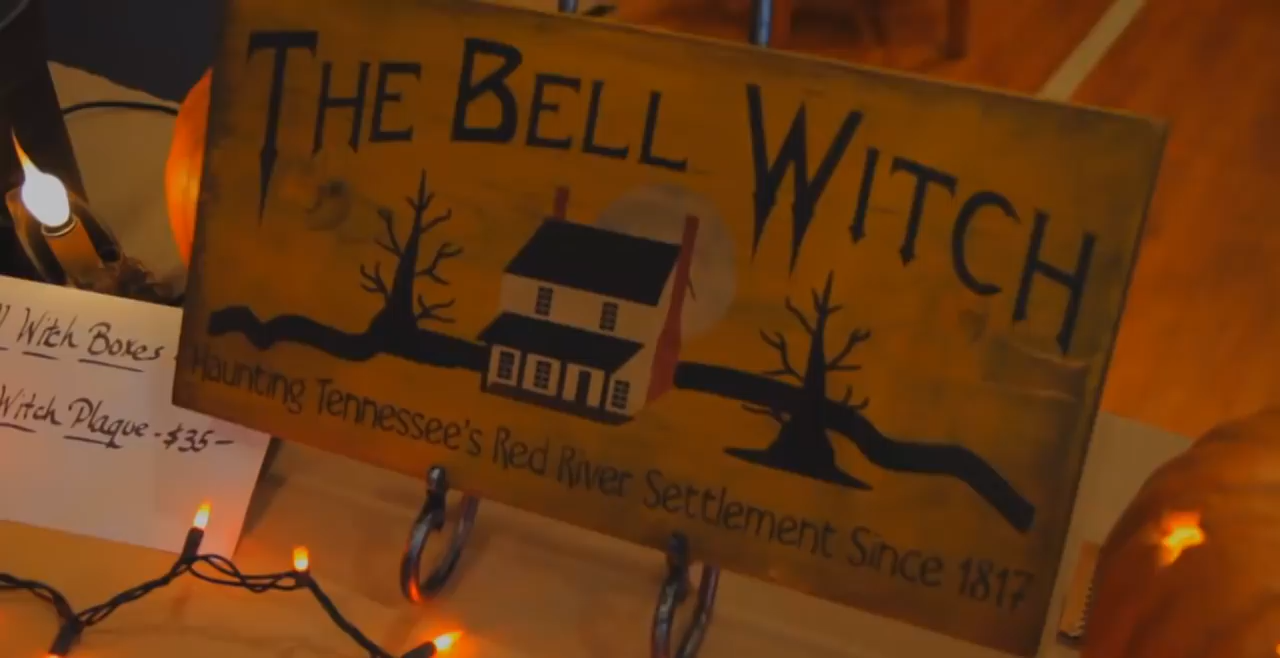 THE BELL WITCH
Haunting Tennessee's Red River Settlement Since 1817
Witch Boxes
Witch Plaque - $35-